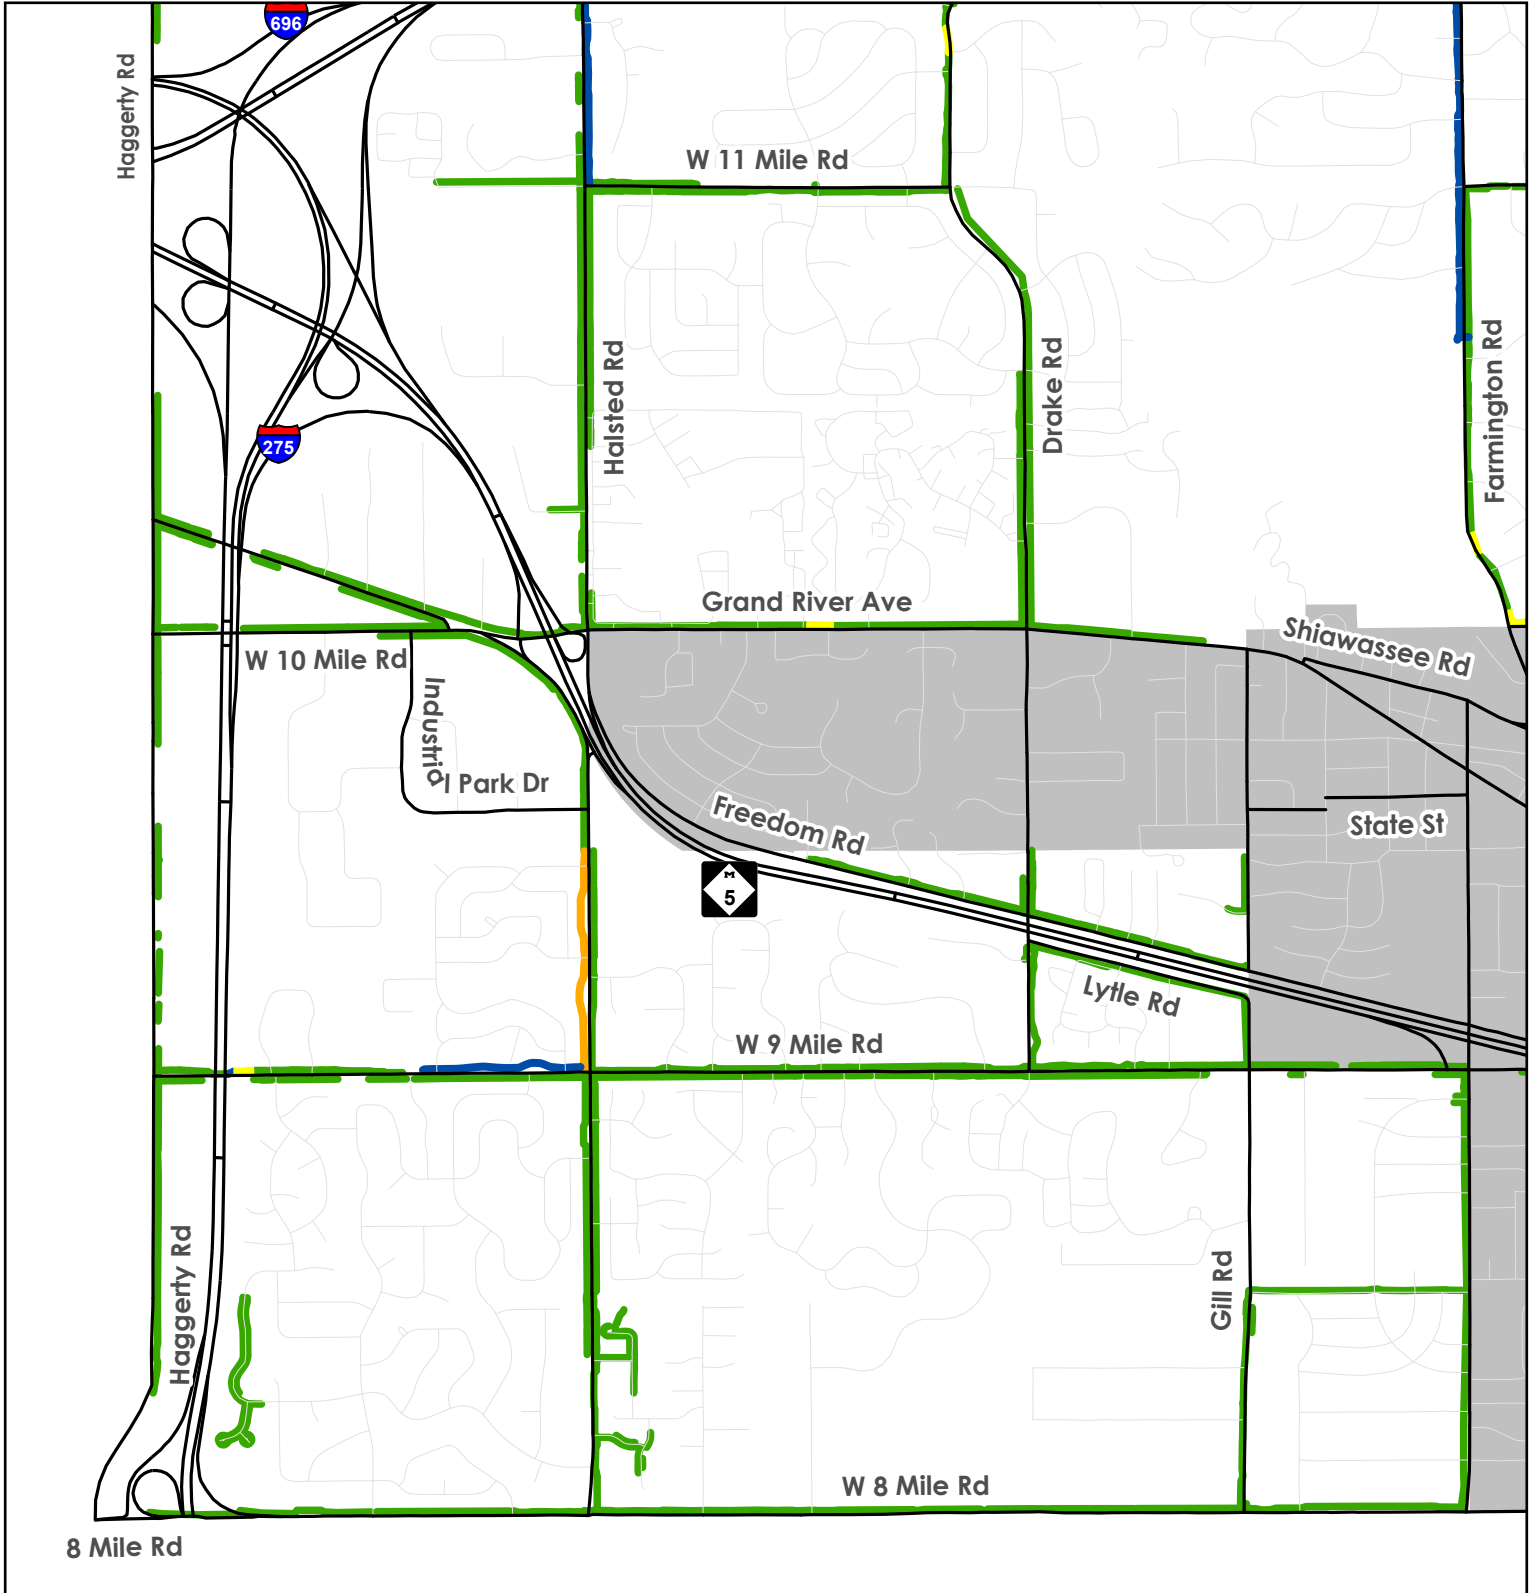 696
Haggerty Rd
W 11 Mile Rd
Halsted Rd
Drake Rd
Farmington Rd
275
Grand River Ave
Shiawassee Rd
W 10 Mile Rd
Industrial Park Dr
Freedom Rd
State St
M
5
Lytle Rd
W 9 Mile Rd
Haggerty Rd
Gill Rd
W 8 Mile Rd
8 Mile Rd